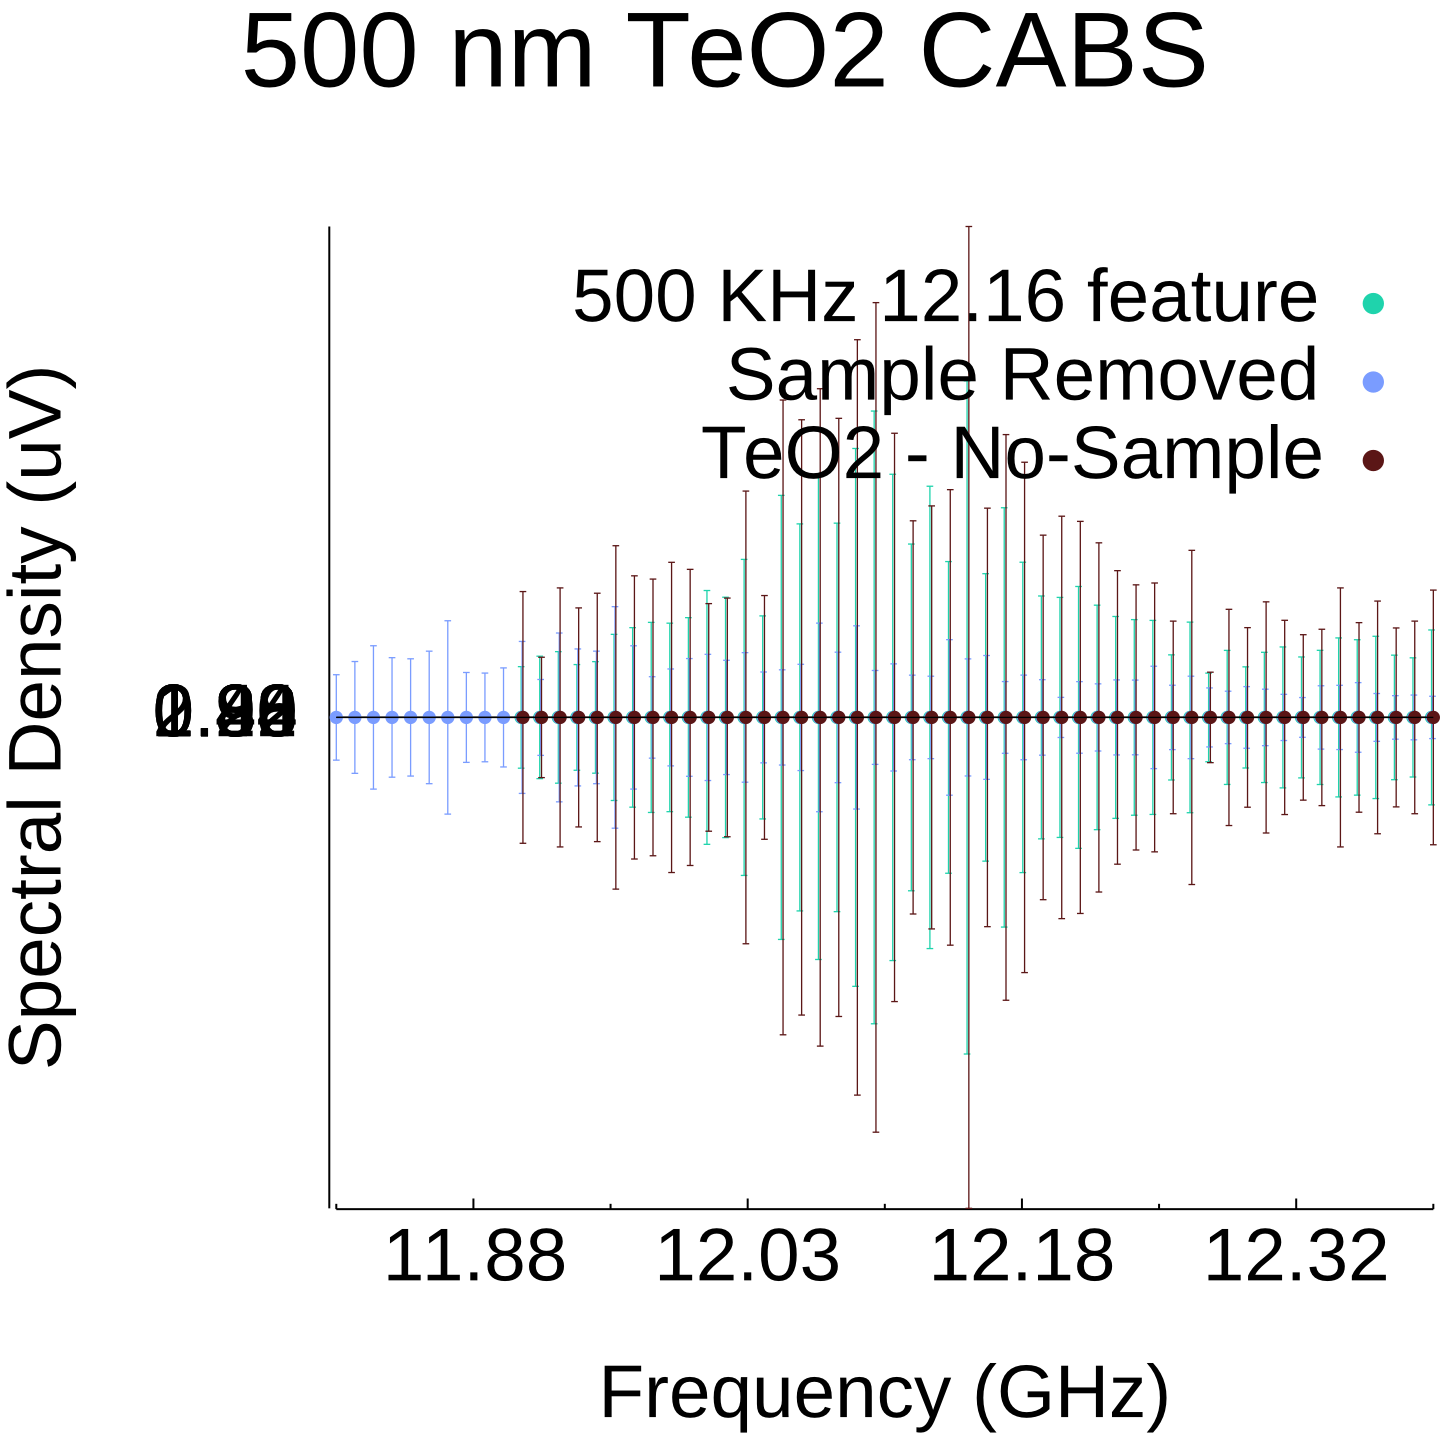 500 nm TeO2 CABS
500 KHz 12.16 feature
Sample Removed
TeO2 - No-Sample
Spectral Density (uV)
11.88 12.03 12.18 12.32
Frequency (GHz)